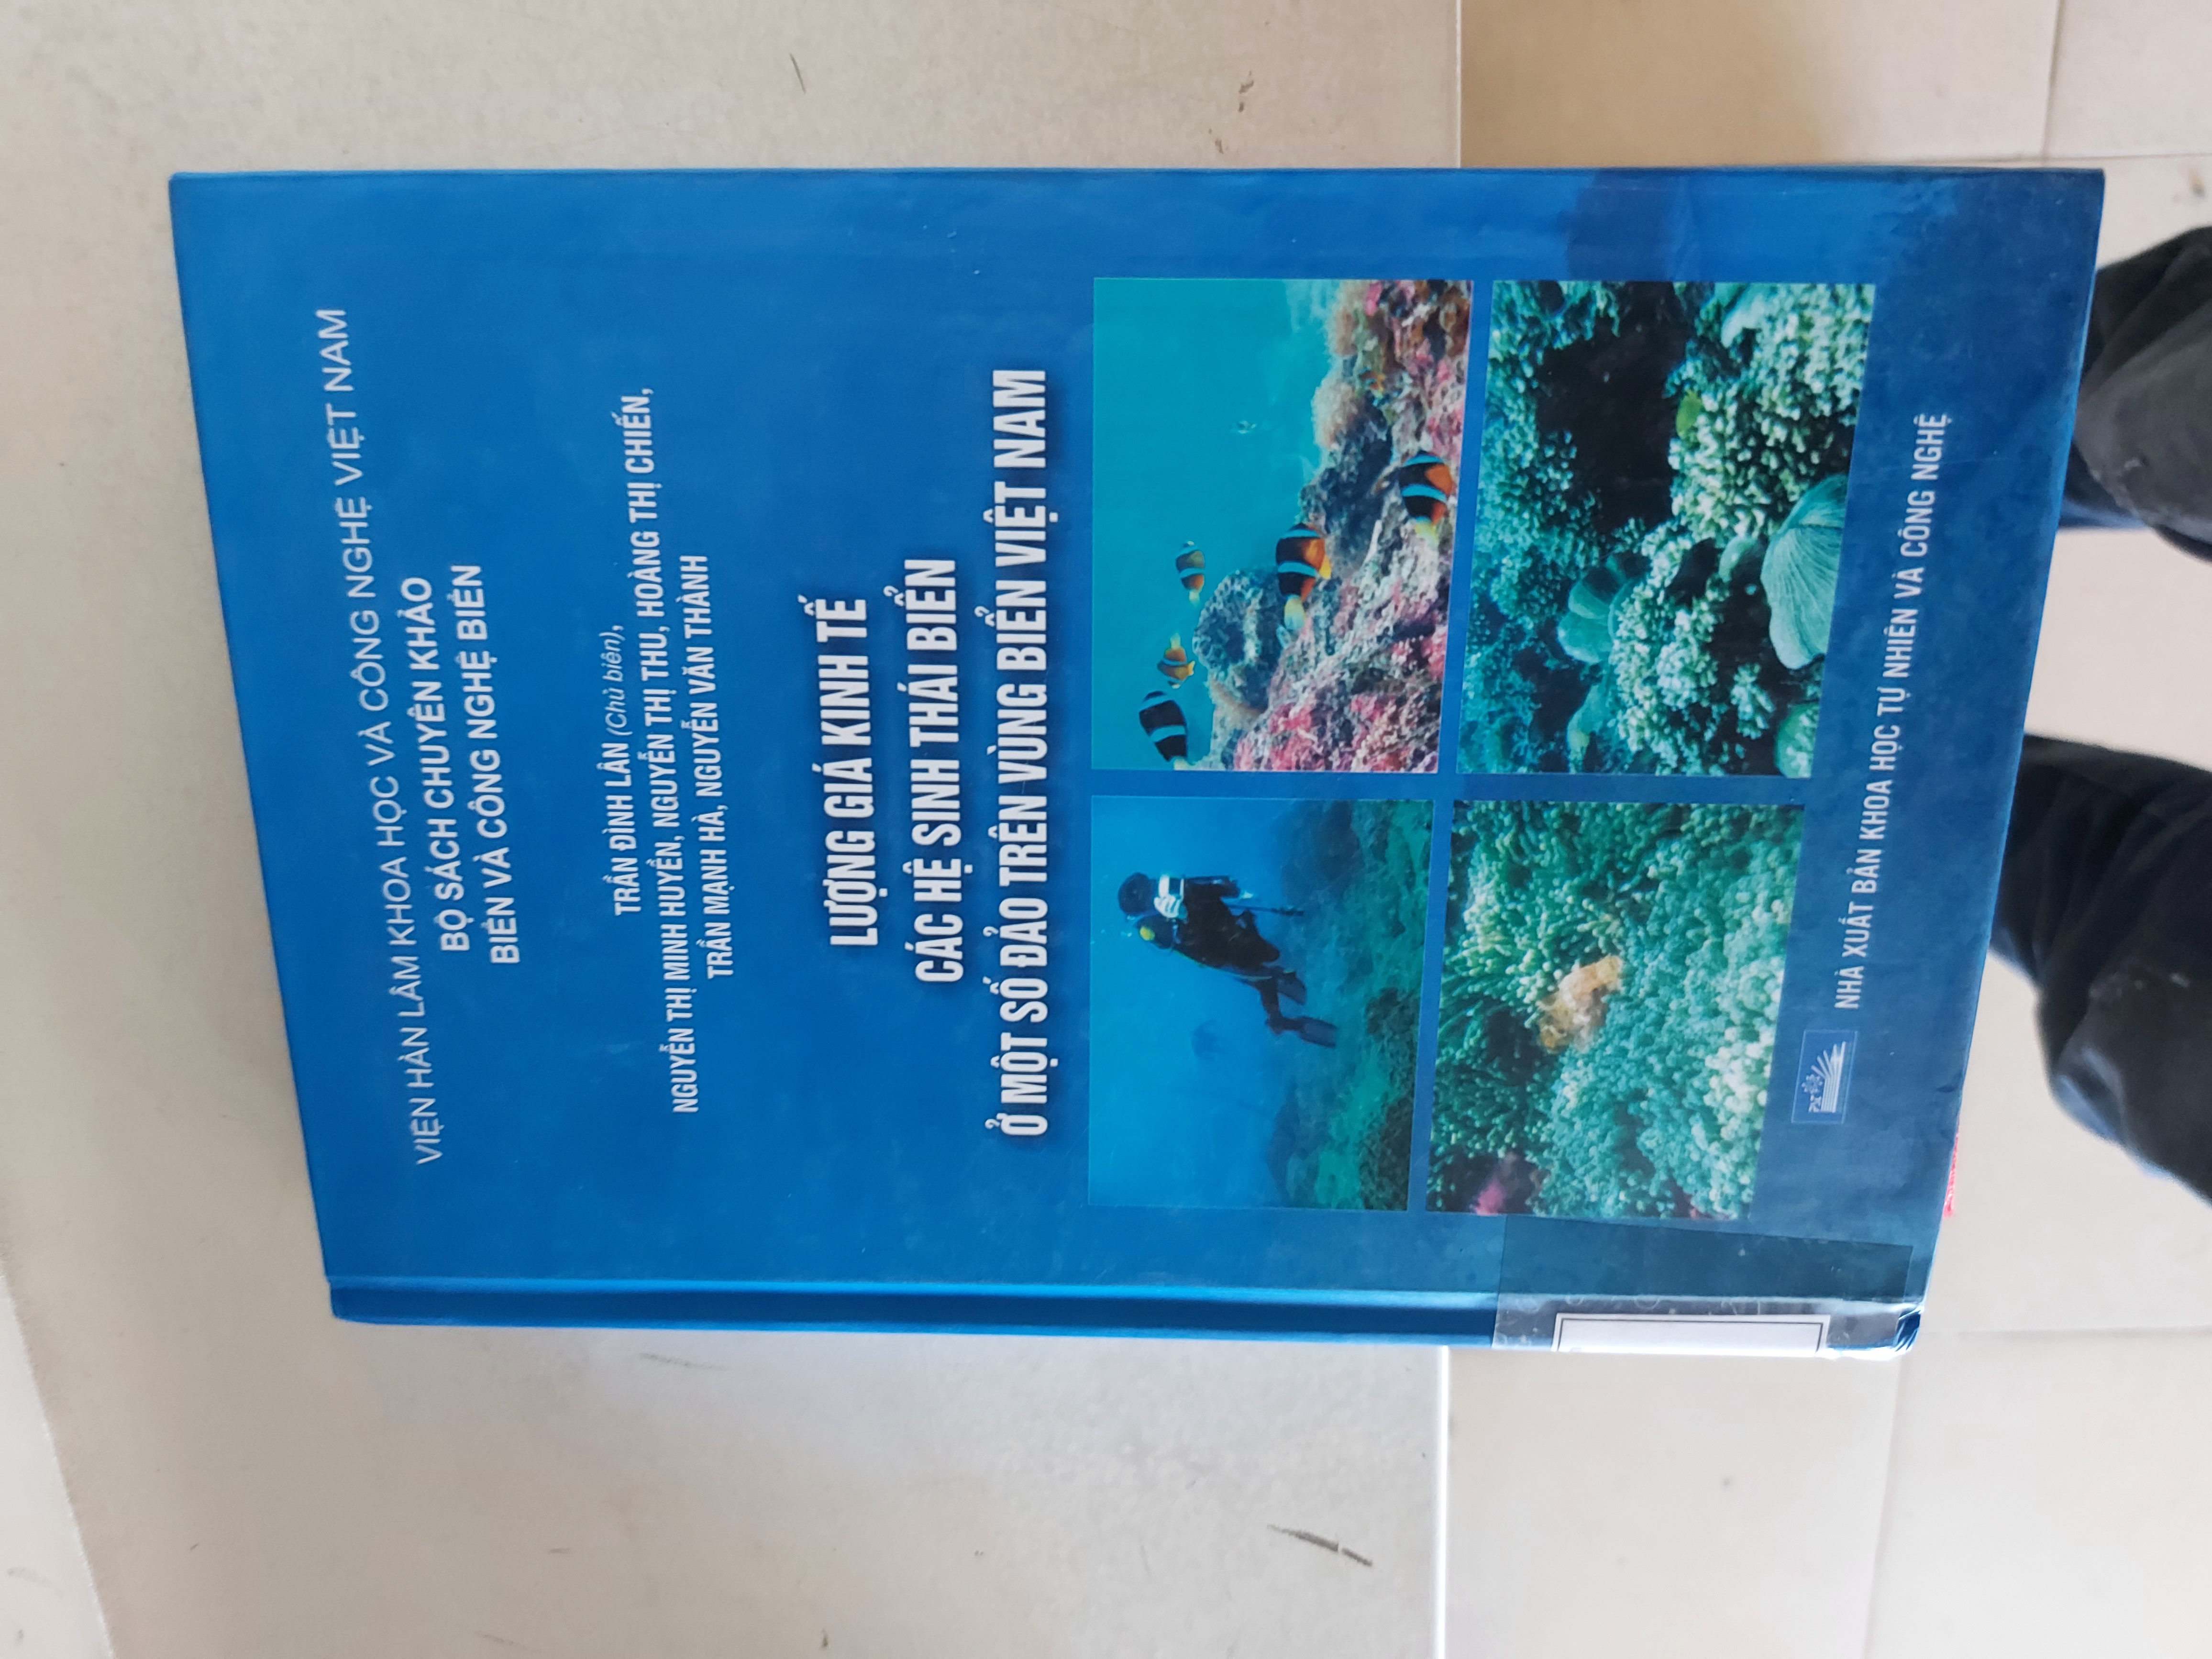 VIỆN HÀN LÂM KHOA HỌC VÀ CÔNG NGHỆ VIỆT NAM
BỘ SÁCH CHUYÊN KHẢO
BIỂN VÀ CÔNG NGHỆ BIỂN
TRẦN ĐÌNH LÂN (Chủ biên),
NGUYỄN THỊ MINH HUYỀN, NGUYỄN THỊ THU, HOÀNG THỊ CHIẾN,
TRẦN MẠNH HÀ, NGUYỄN VĂN THÀNH
LƯỢNG GIÁ KINH TẾ
CÁC HỆ SINH THÁI BIỂN
Ở MỘT SỐ ĐẢO TRÊN VÙNG BIỂN VIỆT NAM
NHÀ XUẤT BẢN KHOA HỌC TỰ NHIÊN VÀ CÔNG NGHỆ